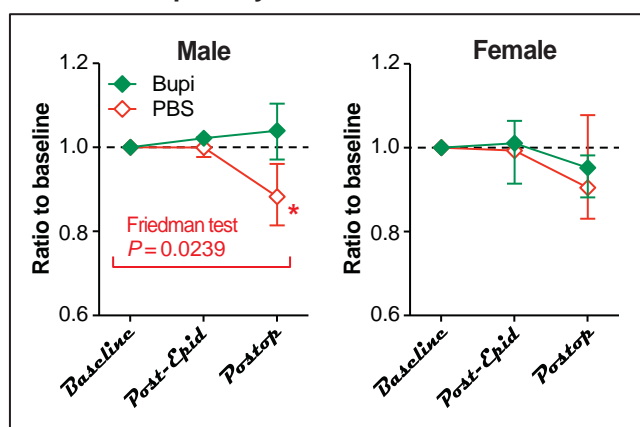 Male
Female
1.2
1.0
0.8
0.6
Ratio to baseline
Bupi
PBS
*
Friedman test
P = 0.0239
Baseline
Post-Epid
Postop
1.2
1.0
0.8
0.6
Ratio to baseline
Baseline
Post-Epid
Postop